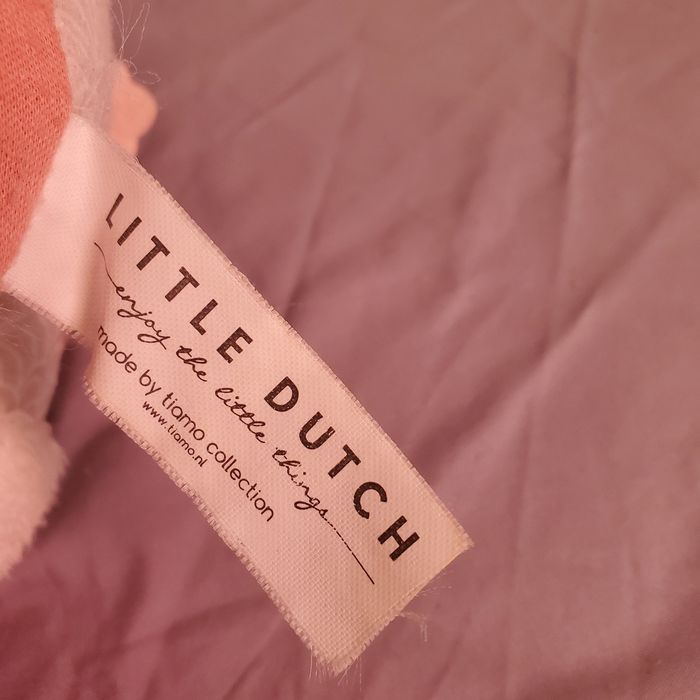 LITTLE DUTCH
enjoy the little things......
made by tiamo collection
www.tiamo.nl